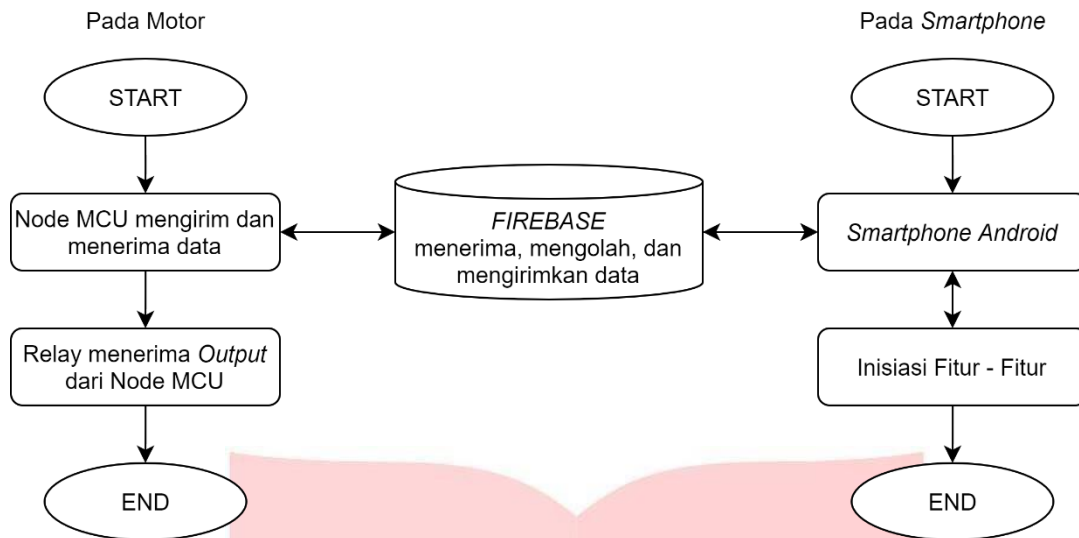 Pada Motor
START
Node MCU mengirim dan
menerima data
Relay menerima Output
dari Node MCU
END
FIREBASE
menerima, mengolah, dan
mengirimkan data
Pada Smartphone
START
Smartphone Android
Inisiasi Fitur - Fitur
END